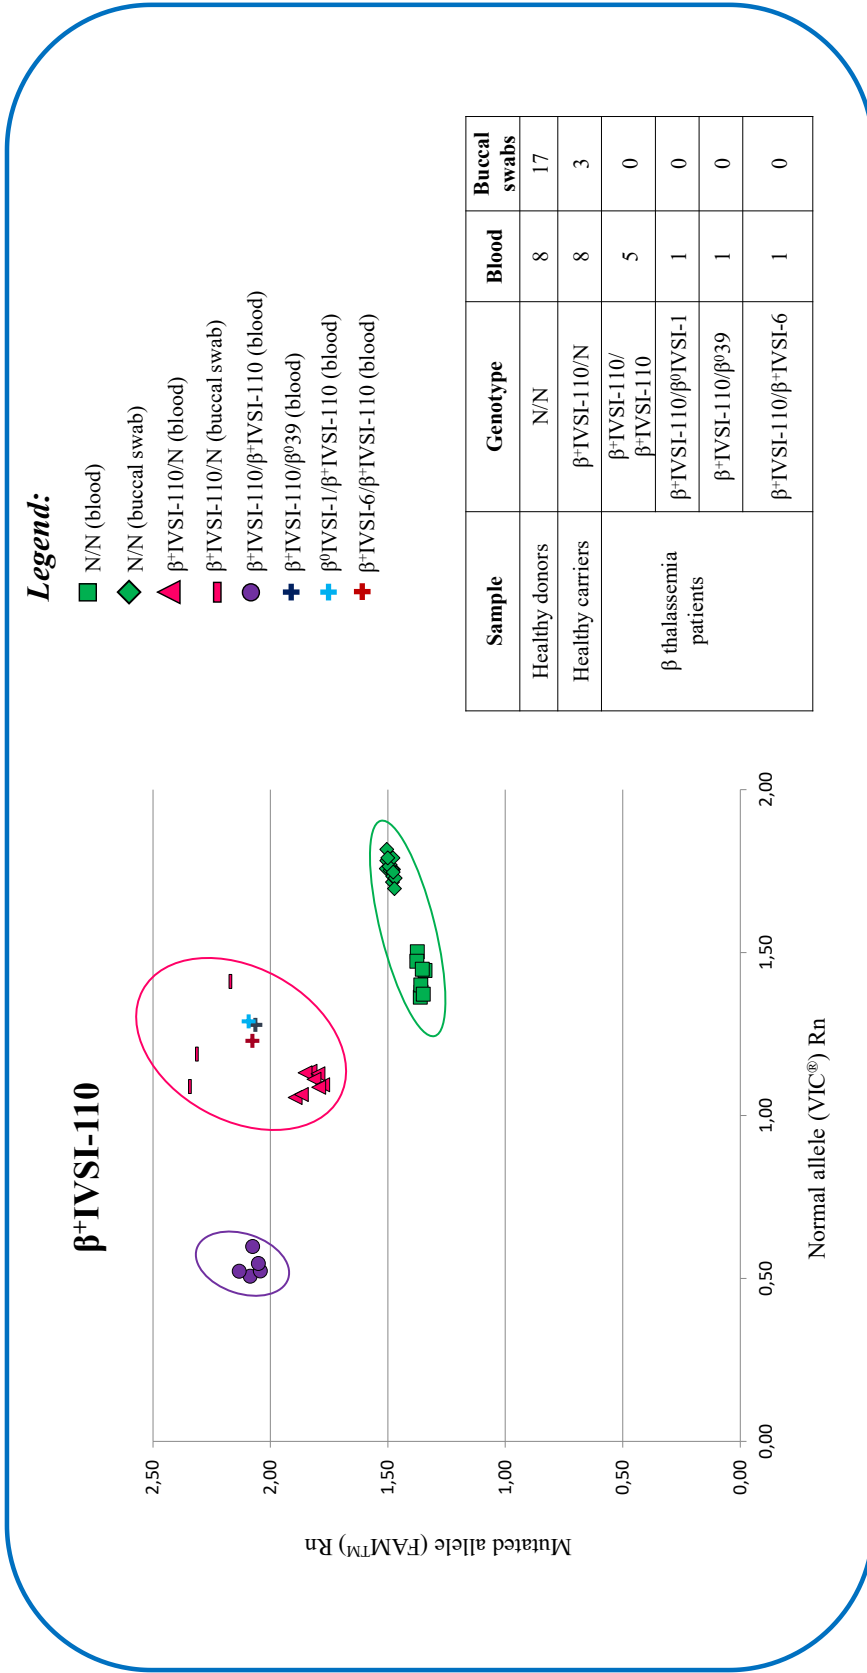 β⁺IVSI-110
Mutated allele (FAM™) Rn
2,50
2,00
1,50
1,00
0,50
0,00
0,00
0,50
1,00
1,50
2,00
Normal allele (VIC®) Rn
Legend:
N/N (blood)
N/N (buccal swab)
β⁺IVSI-110/N (blood)
β⁺IVSI-110/N (buccal swab)
β⁺IVSI-110/β⁺IVSI-110 (blood)
β⁺IVSI-110/β⁰39 (blood)
β⁰IVSI-1/β⁺IVSI-110 (blood)
β⁺IVSI-6/β⁺IVSI-110 (blood)
Sample Genotype Blood Buccal
swabs
Healthy donors N/N 8 17
Healthy carriers β⁺IVSI-110/N 8 3
β thalassemia
patients
β⁺IVSI-110/
β⁺IVSI-110 5 0
β⁺IVSI-110/β⁰IVSI-1 1 0
β⁺IVSI-110/β⁰39 1 0
β⁺IVSI-110/β⁺IVSI-6 1 0